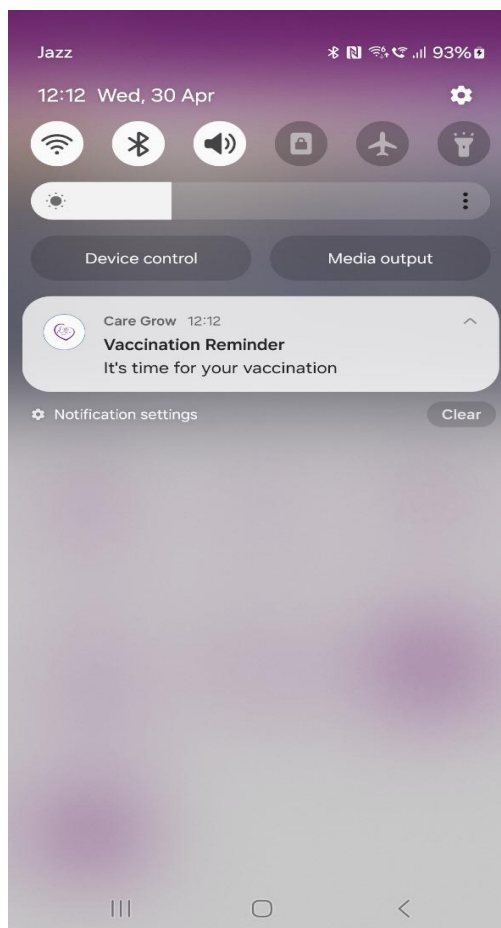 Jazz 93%
12:12 Wed, 30 Apr
Device control Media output
Care Grow 12:12
Vaccination Reminder
It's time for your vaccination
Notification settings Clear